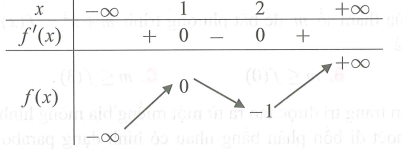 x −∞ 1 2 +∞
f′(x) + 0 − 0 +
+∞
0
f(x)
−1
−∞